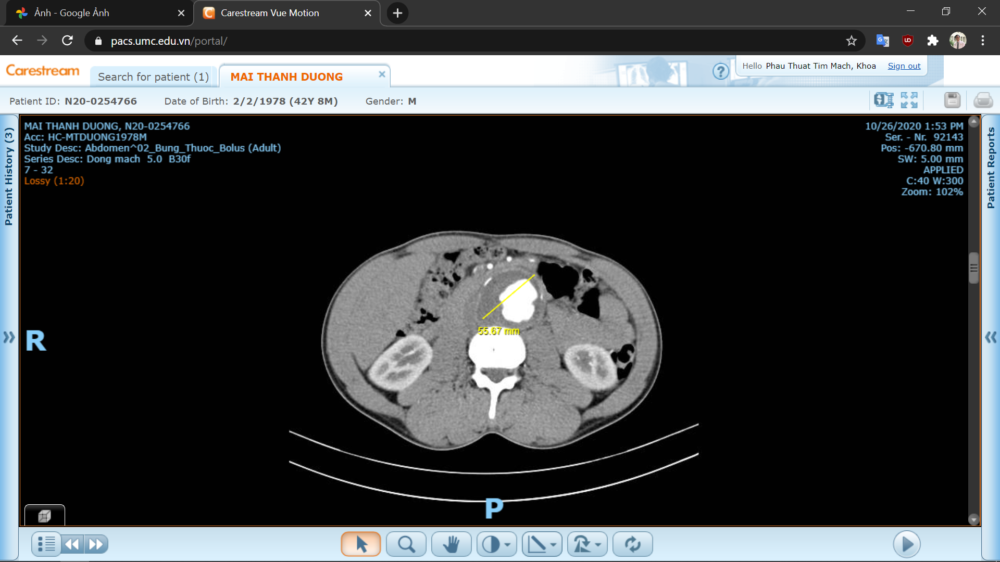 Ảnh - Google Ảnh
Carestream Vue Motion
pacs.umc.edu.vn/portal/
Carestream
Search for patient (1)
MAI THANH DUONG
Hello Phau Thuat Tim Mach, Khoa Sign out
Patient ID: N20-0254766 Date of Birth: 2/2/1978 (42Y 8M) Gender: M
Patient History (3)
MAI THANH DUONG, N20-0254766
Acc: HC-MTDUONG1978M
Study Desc: Abdomen^02_Bung_Thuoc_Bolus (Adult)
Series Desc: Dong mach 5.0 B30f
7 - 32
Lossy (1:20)
10/26/2020 1:53 PM
Ser. - Nr. 92143
Pos: -670.80 mm
SW: 5.00 mm
APPLIED
C:40 W:300
Zoom: 102%
Patient Reports
R
55.67 mm
P